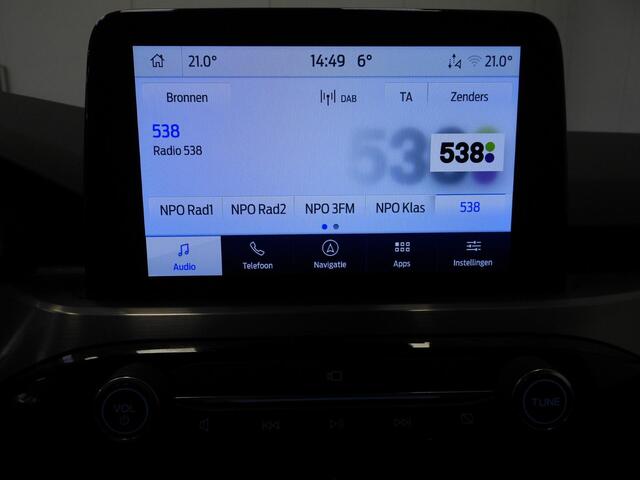 21.0° 14:49 6° 21.0°
Bronnen DAB TA Zenders
538
Radio 538
538
538
NPO Rad1 NPO Rad2 NPO 3FM NPO Klas 538
Audio Telefoon Navigatie Apps Instellingen
VOL TUNE